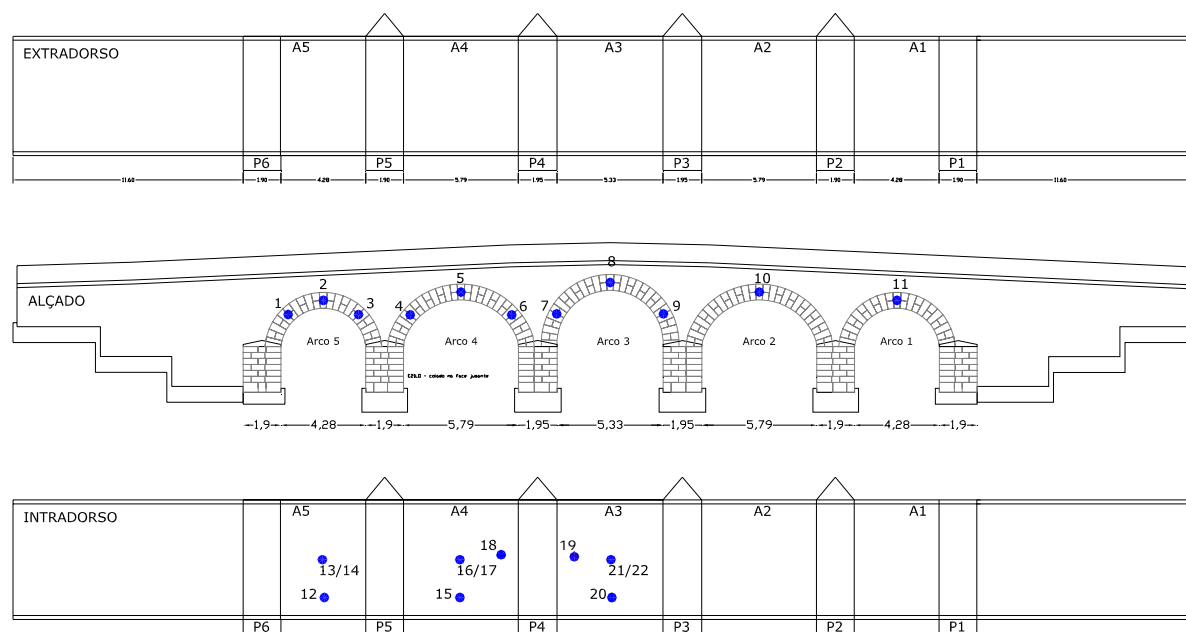 A5 A4 A3 A2 A1
EXTRADORSO
P6 P5 P4 P3 P2 P1
11.60 1.90 4.28 1.90 5.79 1.95 5.33 1.95 5.79 1.90 4.28 1.90 11.60
8
2 5 10 11
ALÇADO
1 3 4 6 7 9
Arco 5 Arco 4 Arco 3 Arco 2 Arco 1
colado na face jusante
1,9 4,28 1,9 5,79 1,95 5,33 1,95 5,79 1,9 4,28 1,9
A5 A4 A3 A2 A1
INTRADORSO
18 19
13/14 16/17 21/22
12 15 20
P6 P5 P4 P3 P2 P1